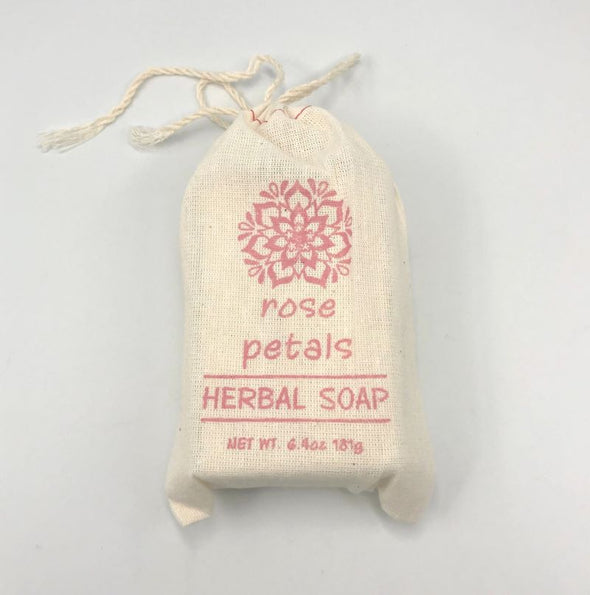 rose
petals
HERBAL SOAP
NET WT. 6.4oz 181g